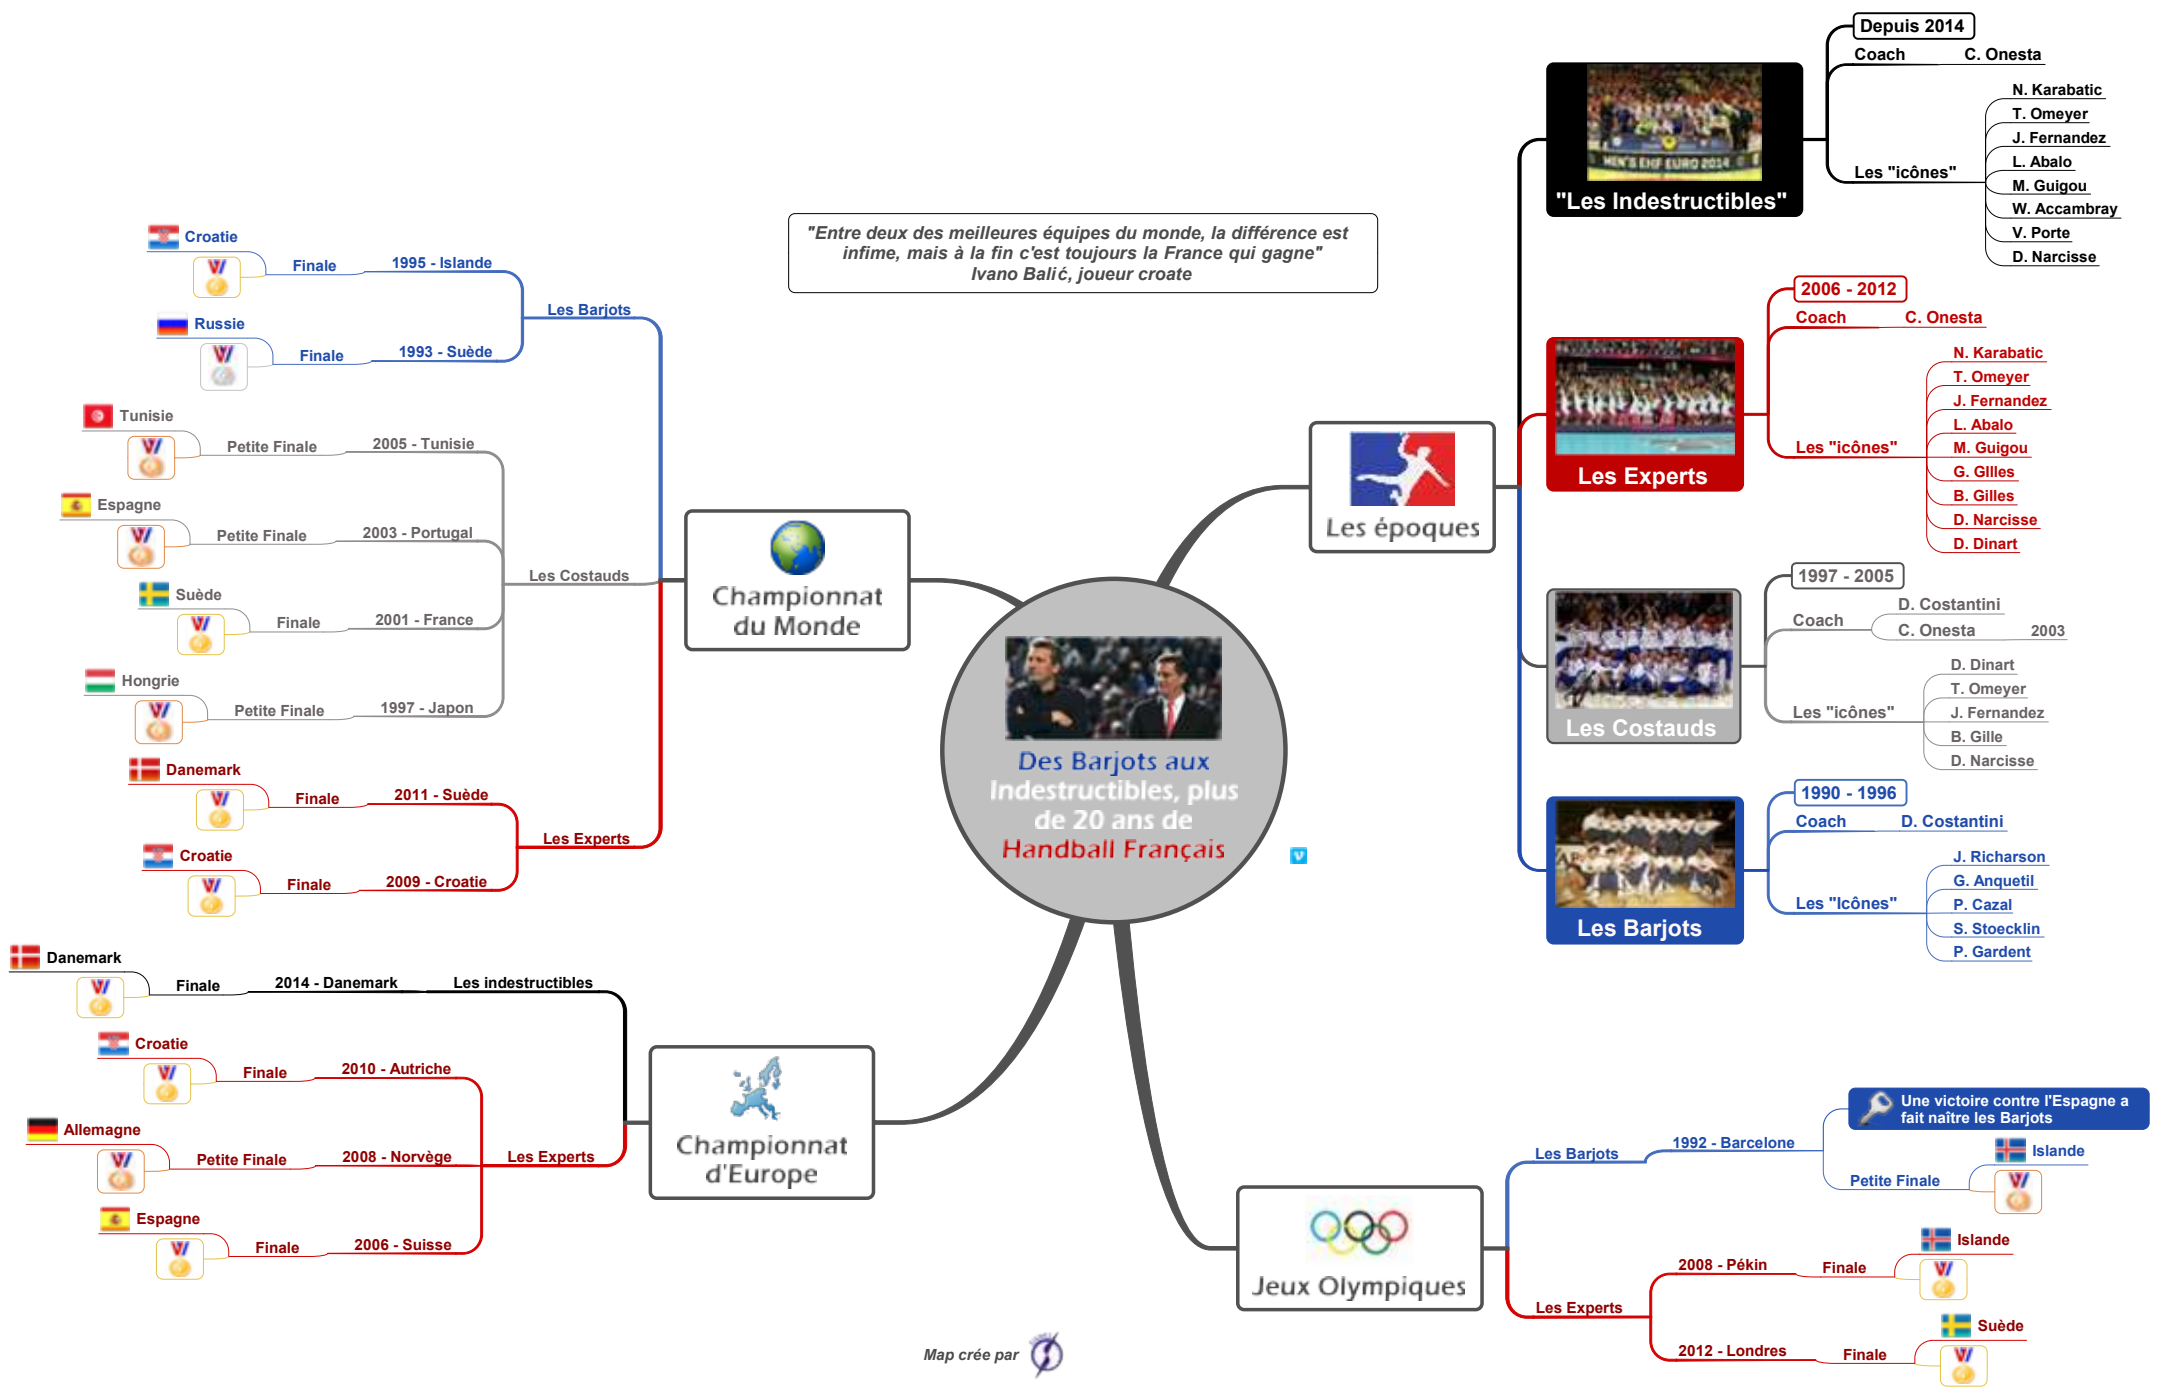 "Entre deux des meilleures équipes du monde, la différence est
infime, mais à la fin c'est toujours la France qui gagne"
Ivano Balić, joueur croate
Des Barjots aux
Indestructibles, plus
de 20 ans de
Handball Français
Les époques
"Les Indestructibles"
Depuis 2014
Coach C. Onesta
Les "icônes"
N. Karabatic
T. Omeyer
J. Fernandez
L. Abalo
M. Guigou
W. Accambray
V. Porte
D. Narcisse
MEN'S EHF EURO 2014
Les Experts
2006 - 2012
Coach C. Onesta
Les "icônes"
N. Karabatic
T. Omeyer
J. Fernandez
L. Abalo
M. Guigou
G. GIlles
B. Gilles
D. Narcisse
D. Dinart
Les Costauds
1997 - 2005
Coach
D. Costantini
C. Onesta 2003
Les "icônes"
D. Dinart
T. Omeyer
J. Fernandez
B. Gille
D. Narcisse
Les Barjots
1990 - 1996
Coach D. Costantini
Les "Icônes"
J. Richarson
G. Anquetil
P. Cazal
S. Stoecklin
P. Gardent
Championnat
du Monde
Les Barjots
1995 - Islande Finale Croatie
1993 - Suède Finale Russie
Les Costauds
2005 - Tunisie Petite Finale Tunisie
2003 - Portugal Petite Finale Espagne
2001 - France Finale Suède
1997 - Japon Petite Finale Hongrie
Les Experts
2011 - Suède Finale Danemark
2009 - Croatie Finale Croatie
Championnat
d'Europe
Les indestructibles
2014 - Danemark Finale Danemark
Les Experts
2010 - Autriche Finale Croatie
2008 - Norvège Petite Finale Allemagne
2006 - Suisse Finale Espagne
Jeux Olympiques
Les Barjots
1992 - Barcelone
Une victoire contre l'Espagne a
fait naître les Barjots
Petite Finale Islande
Les Experts
2008 - Pékin Finale Islande
2012 - Londres Finale Suède
Map crée par